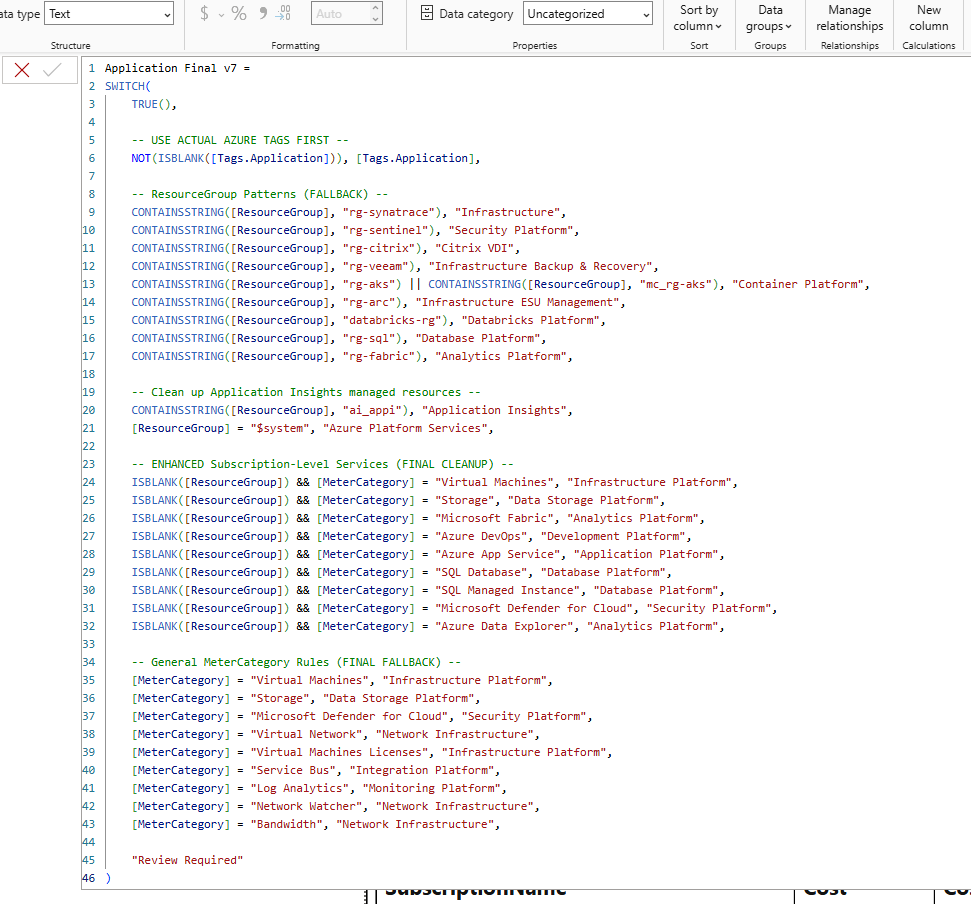 ata type Text
$ % Auto
Data category Uncategorized
Sort by column
Data groups
Manage relationships
New column
Structure
Formatting
Properties
Sort
Groups
Relationships
Calculations
1 Application Final v7 =
2 SWITCH(
3 TRUE(),
4
5 -- USE ACTUAL AZURE TAGS FIRST --
6 NOT(ISBLANK([Tags.Application])), [Tags.Application],
7
8 -- ResourceGroup Patterns (FALLBACK) --
9 CONTAINSSTRING([ResourceGroup], "rg-synatrace"), "Infrastructure",
10 CONTAINSSTRING([ResourceGroup], "rg-sentinel"), "Security Platform",
11 CONTAINSSTRING([ResourceGroup], "rg-citrix"), "Citrix VDI",
12 CONTAINSSTRING([ResourceGroup], "rg-veeam"), "Infrastructure Backup & Recovery",
13 CONTAINSSTRING([ResourceGroup], "rg-aks") || CONTAINSSTRING([ResourceGroup], "mc_rg-aks"), "Container Platform",
14 CONTAINSSTRING([ResourceGroup], "rg-arc"), "Infrastructure ESU Management",
15 CONTAINSSTRING([ResourceGroup], "databricks-rg"), "Databricks Platform",
16 CONTAINSSTRING([ResourceGroup], "rg-sql"), "Database Platform",
17 CONTAINSSTRING([ResourceGroup], "rg-fabric"), "Analytics Platform",
18
19 -- Clean up Application Insights managed resources --
20 CONTAINSSTRING([ResourceGroup], "ai_appi"), "Application Insights",
21 [ResourceGroup] = "$system", "Azure Platform Services",
22
23 -- ENHANCED Subscription-Level Services (FINAL CLEANUP) --
24 ISBLANK([ResourceGroup]) && [MeterCategory] = "Virtual Machines", "Infrastructure Platform",
25 ISBLANK([ResourceGroup]) && [MeterCategory] = "Storage", "Data Storage Platform",
26 ISBLANK([ResourceGroup]) && [MeterCategory] = "Microsoft Fabric", "Analytics Platform",
27 ISBLANK([ResourceGroup]) && [MeterCategory] = "Azure DevOps", "Development Platform",
28 ISBLANK([ResourceGroup]) && [MeterCategory] = "Azure App Service", "Application Platform",
29 ISBLANK([ResourceGroup]) && [MeterCategory] = "SQL Database", "Database Platform",
30 ISBLANK([ResourceGroup]) && [MeterCategory] = "SQL Managed Instance", "Database Platform",
31 ISBLANK([ResourceGroup]) && [MeterCategory] = "Microsoft Defender for Cloud", "Security Platform",
32 ISBLANK([ResourceGroup]) && [MeterCategory] = "Azure Data Explorer", "Analytics Platform",
33
34 -- General MeterCategory Rules (FINAL FALLBACK) --
35 [MeterCategory] = "Virtual Machines", "Infrastructure Platform",
36 [MeterCategory] = "Storage", "Data Storage Platform",
37 [MeterCategory] = "Microsoft Defender for Cloud", "Security Platform",
38 [MeterCategory] = "Virtual Network", "Network Infrastructure",
39 [MeterCategory] = "Virtual Machines Licenses", "Infrastructure Platform",
40 [MeterCategory] = "Service Bus", "Integration Platform",
41 [MeterCategory] = "Log Analytics", "Monitoring Platform",
42 [MeterCategory] = "Network Watcher", "Network Infrastructure",
43 [MeterCategory] = "Bandwidth", "Network Infrastructure",
44
45 "Review Required"
46 )
SubscriptionName Cost Co